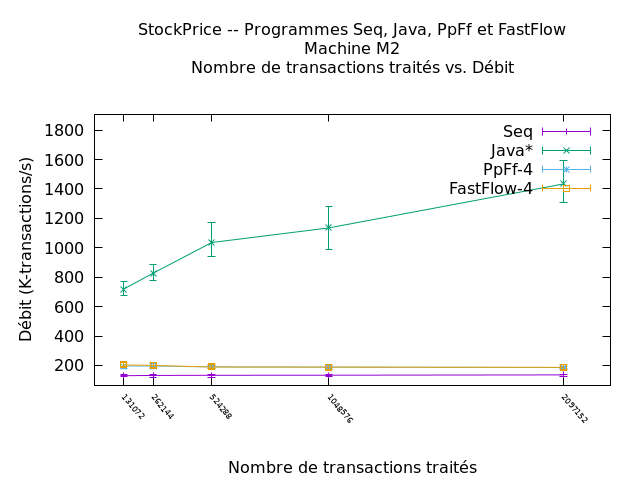 StockPrice -- Programmes Seq, Java, PpFf et FastFlow
Machine M2
Nombre de transactions traités vs. Débit
Débit (K-transactions/s)
1800
1600
1400
1200
1000
800
600
400
200
Seq
Java*
PpFf-4
FastFlow-4
131072
262144
524288
1048576
2097152
Nombre de transactions traités